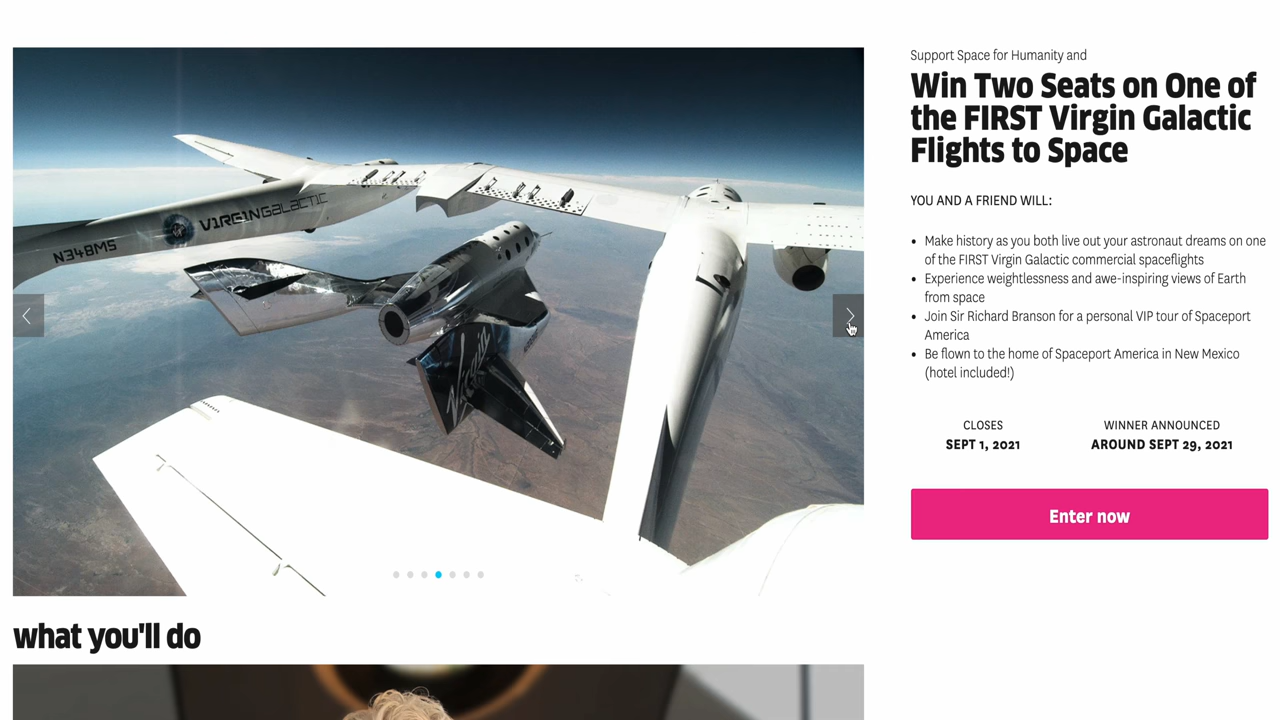 Support Space for Humanity and
Win Two Seats on One of
the FIRST Virgin Galactic
Flights to Space
YOU AND A FRIEND WILL:
• Make history as you both live out your astronaut dreams on one
of the FIRST Virgin Galactic commercial spaceflights
• Experience weightlessness and awe-inspiring views of Earth
from space
• Join Sir Richard Branson for a personal VIP tour of Spaceport
America
• Be flown to the home of Spaceport America in New Mexico
(hotel included!)
CLOSES
SEPT 1, 2021
WINNER ANNOUNCED
AROUND SEPT 29, 2021
Enter now
VIRGIN GALACTIC
N348MS
Virgin
what you'll do